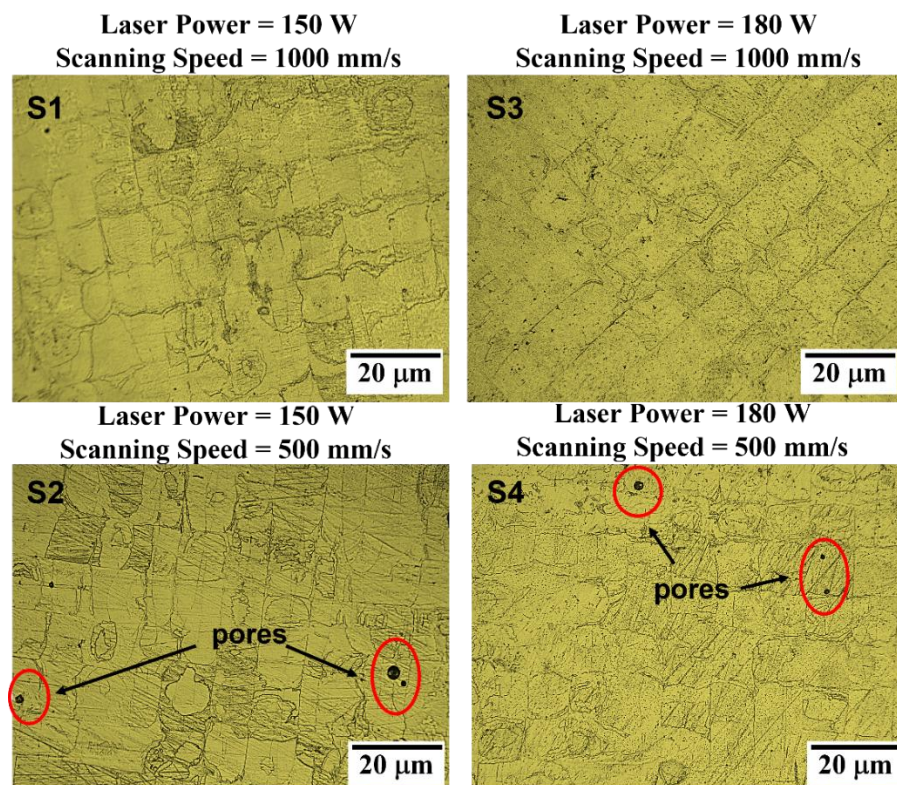 Laser Power = 150 W
Scanning Speed = 1000 mm/s
S1
20 μm
Laser Power = 180 W
Scanning Speed = 1000 mm/s
S3
20 μm
Laser Power = 150 W
Scanning Speed = 500 mm/s
S2
pores
20 μm
Laser Power = 180 W
Scanning Speed = 500 mm/s
S4
pores
20 μm